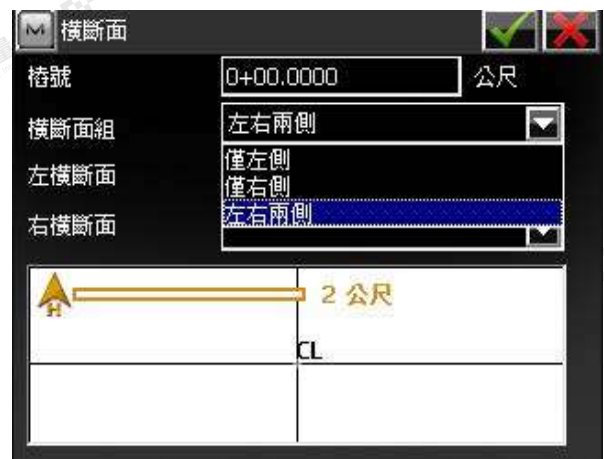 M 橫斷面
樁號 0+00.0000 公尺
橫斷面組 左右兩側
僅左側
左橫斷面
僅右側
左右兩側
右橫斷面
H 2 公尺
CL